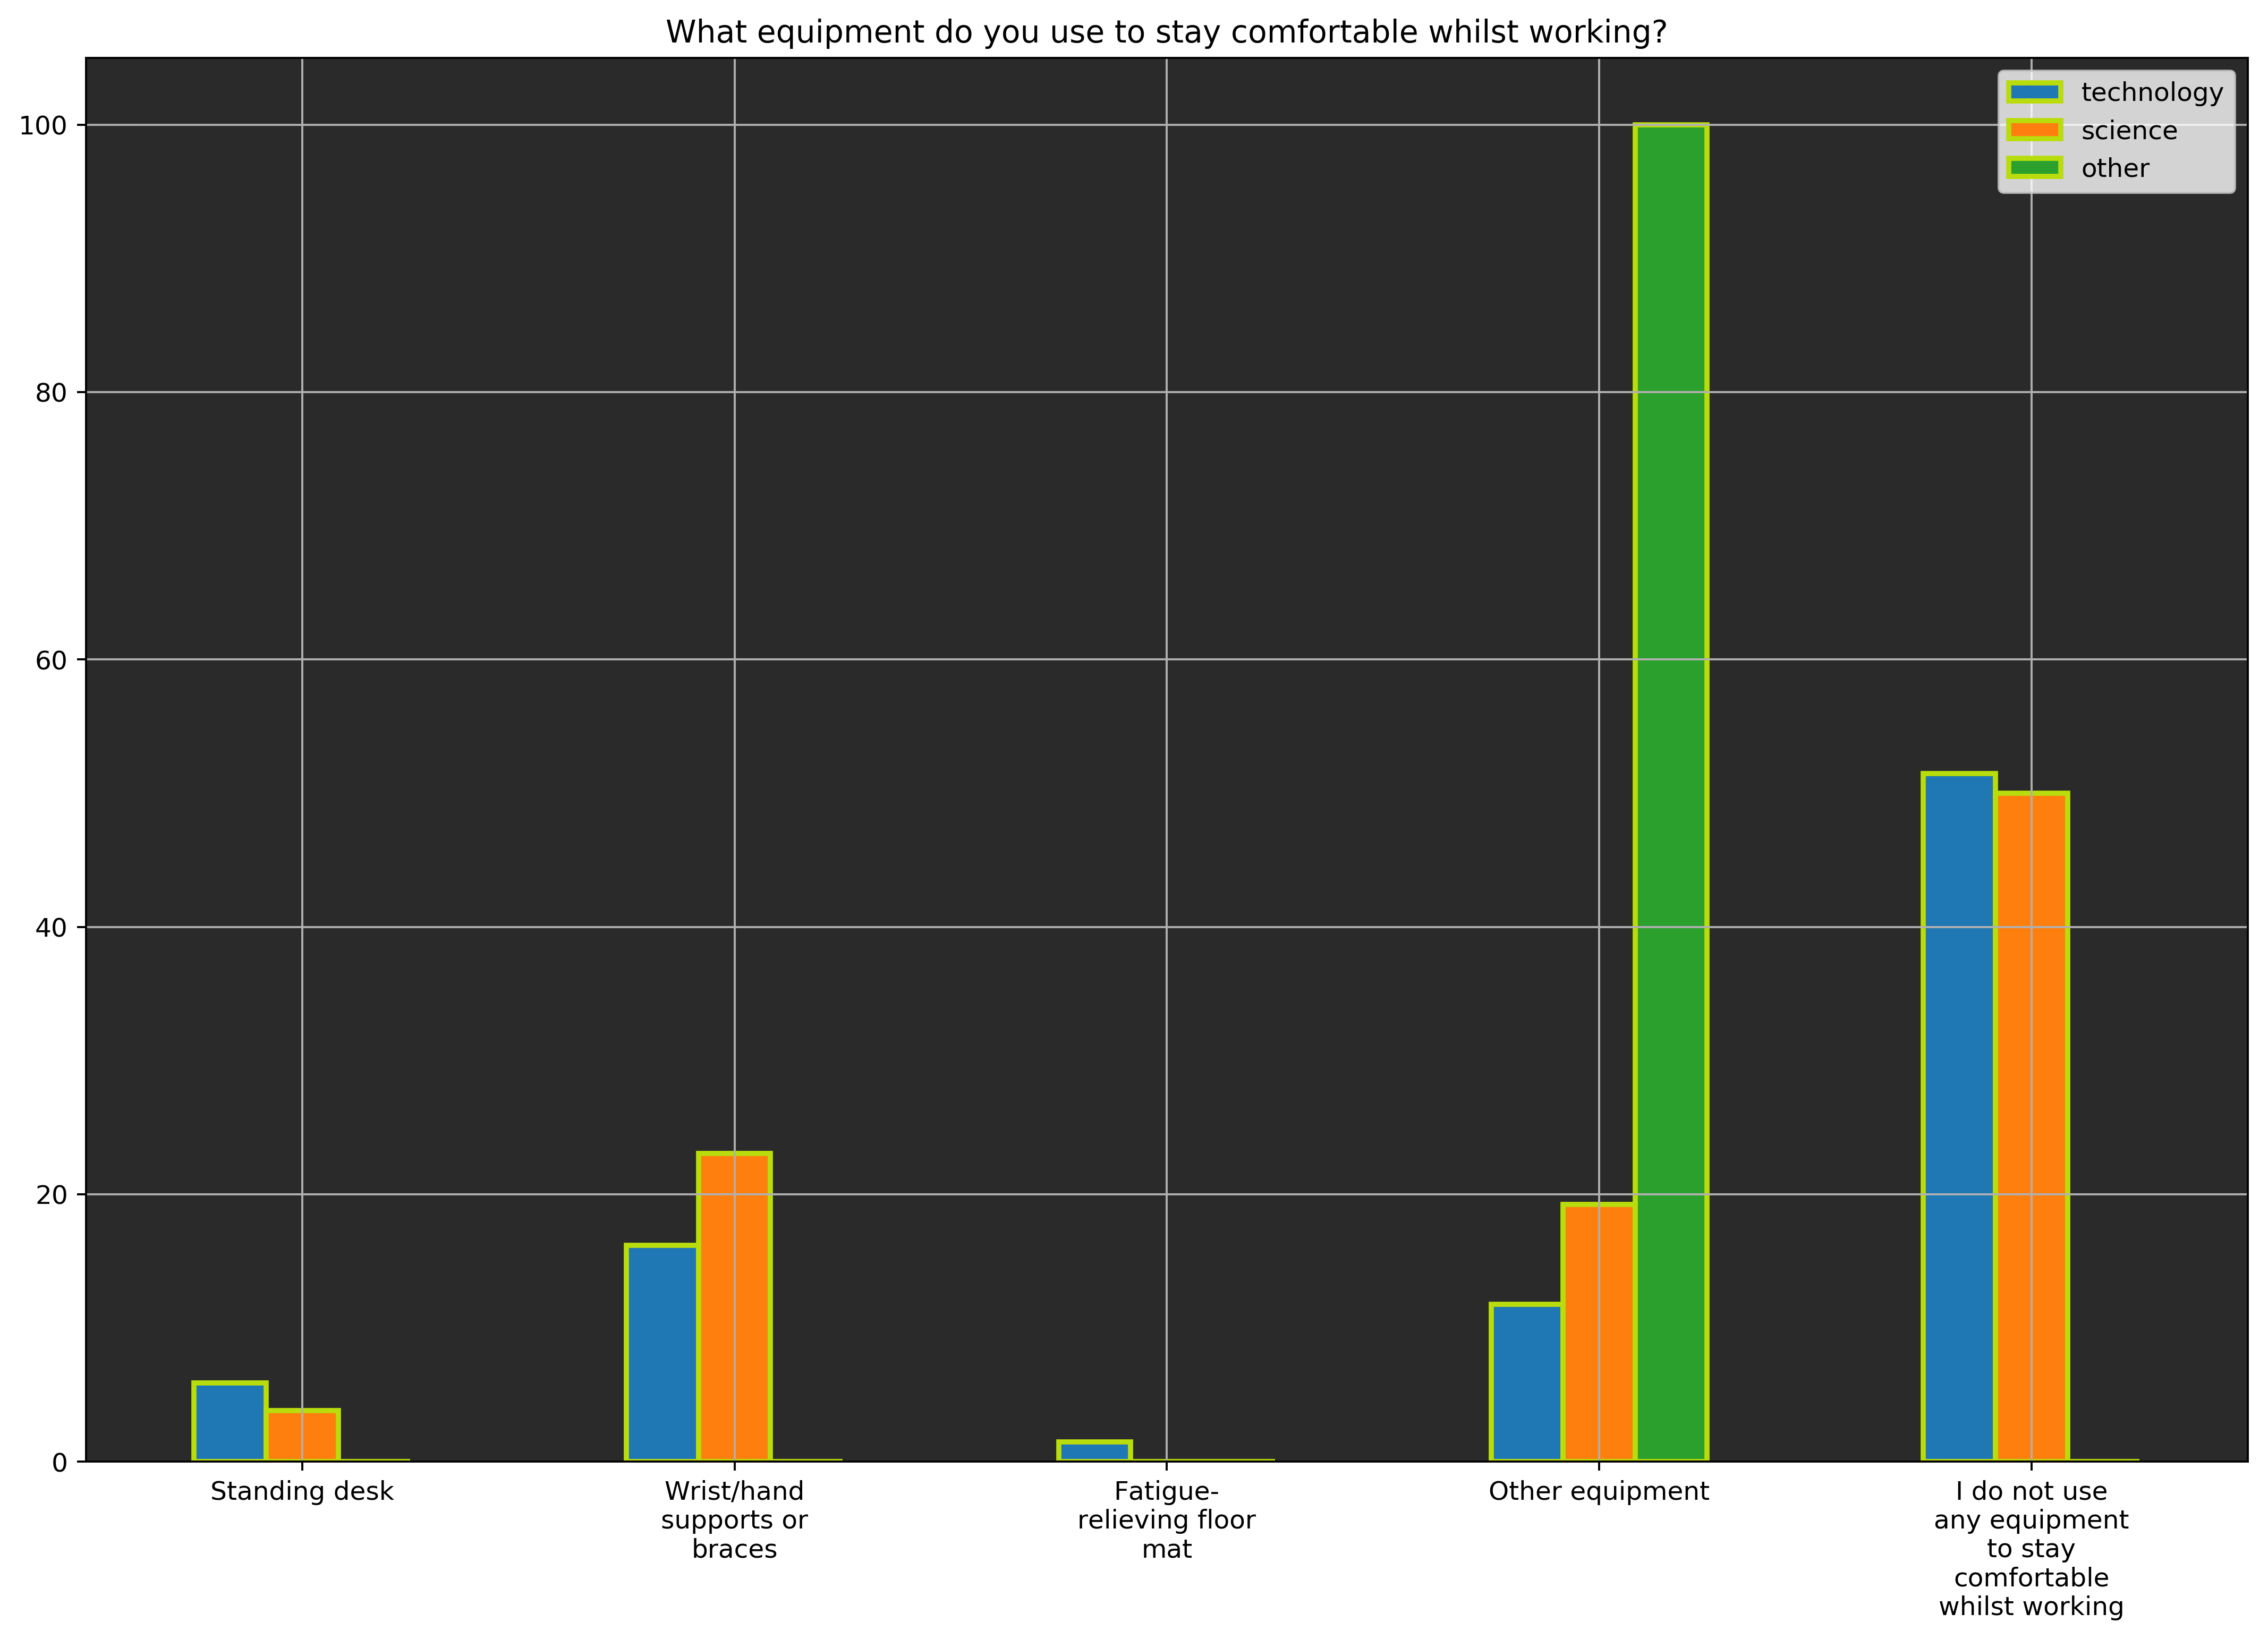 What equipment do you use to stay comfortable whilst working?
technology
science
other
100
80
60
40
20
0
Standing desk
Wrist/hand
supports or
braces
Fatigue-
relieving floor
mat
Other equipment
I do not use
any equipment
to stay
comfortable
whilst working